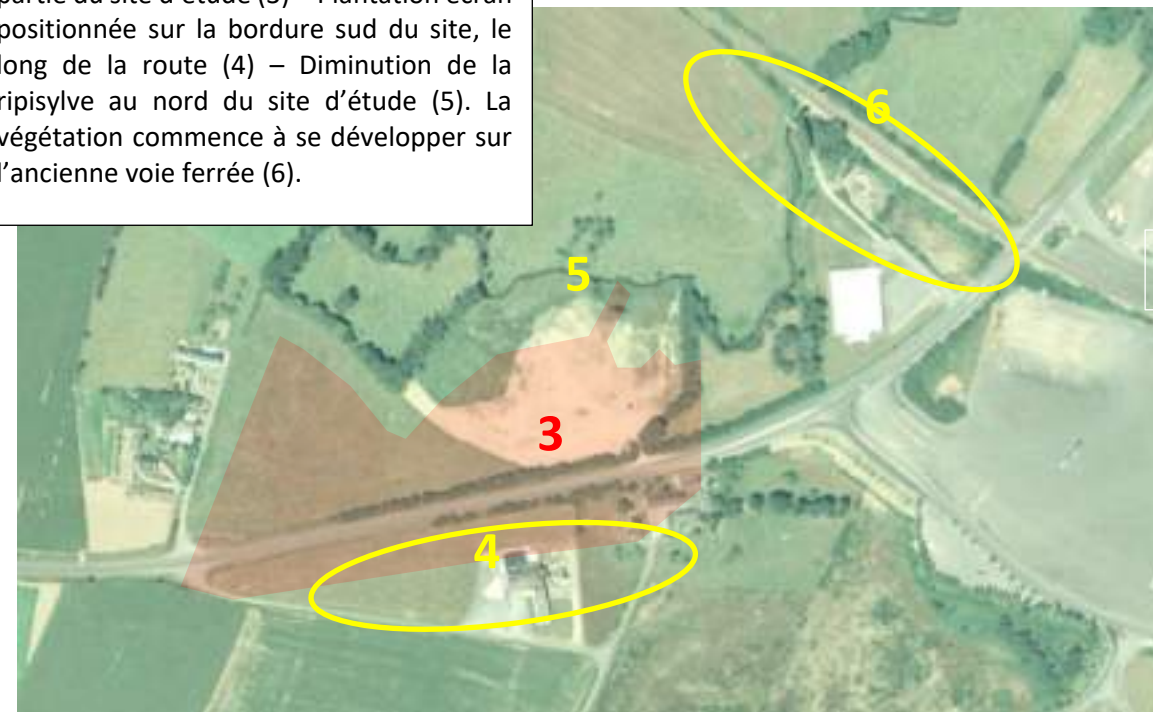 partie du site d'étude (3) – Plantation écran
positionnée sur la bordure sud du site, le
long de la route (4) – Diminution de la
ripisylve au nord du site d'étude (5). La
végétation commence à se développer sur
l'ancienne voie ferrée (6).
6
5
3
4